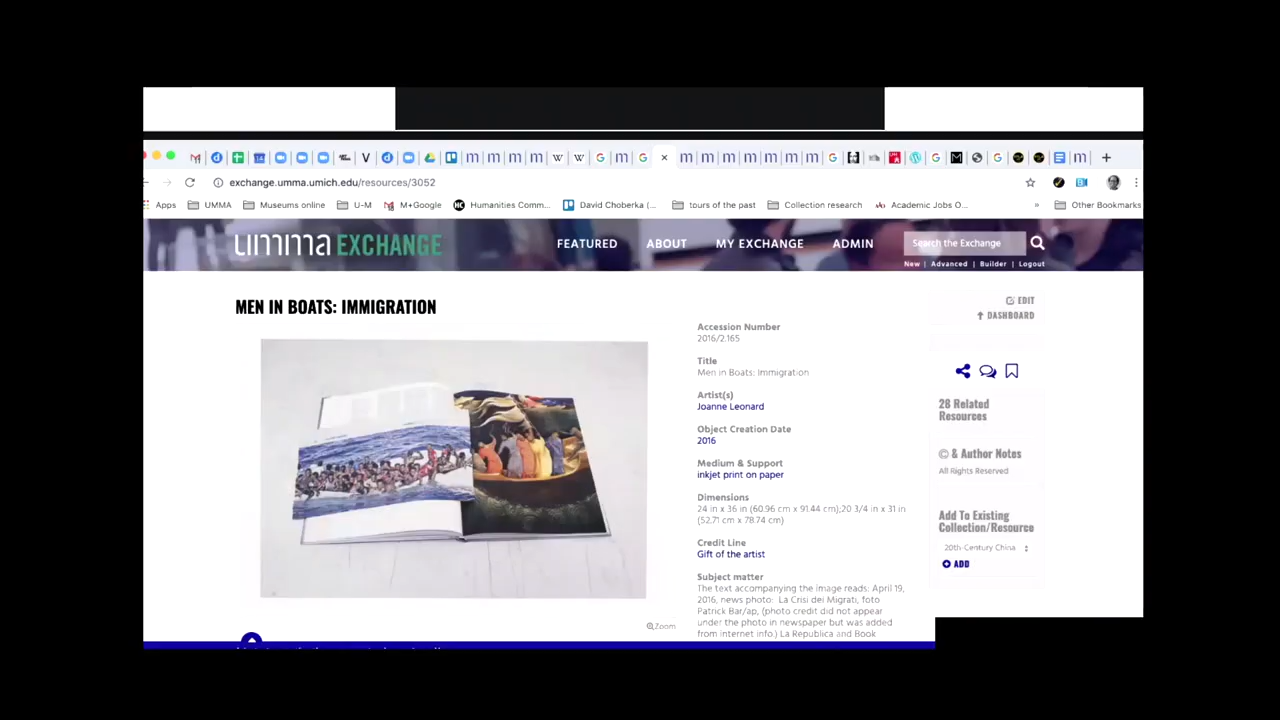 exchange.umma.umich.edu/resources/3052
Apps UMMA Museums online U-M M+Google Humanities Comm... David Choberka (... tours of the past Collection research Academic Jobs O... » Other Bookmarks
umma EXCHANGE
FEATURED ABOUT MY EXCHANGE ADMIN
Search the Exchange
New | Advanced | Builder | Logout
MEN IN BOATS: IMMIGRATION
Accession Number
2016/2.165
Title
Men in Boats: Immigration
Artist(s)
Joanne Leonard
Object Creation Date
2016
Medium & Support
inkjet print on paper
Dimensions
24 in x 36 in (60.96 cm x 91.44 cm);20 3/4 in x 31 in
(52.71 cm x 78.74 cm)
Credit Line
Gift of the artist
Subject matter
The text accompanying the image reads: April 19,
2016, news photo: La Crisi dei Migrati, foto
Patrick Bar/ap, (photo credit did not appear
under the photo in newspaper but was added
from internet info.) La Republica and Book
Zoom
EDIT
DASHBOARD
28 Related
Resources
© & Author Notes
All Rights Reserved
Add To Existing
Collection/Resource
20th-Century China
ADD